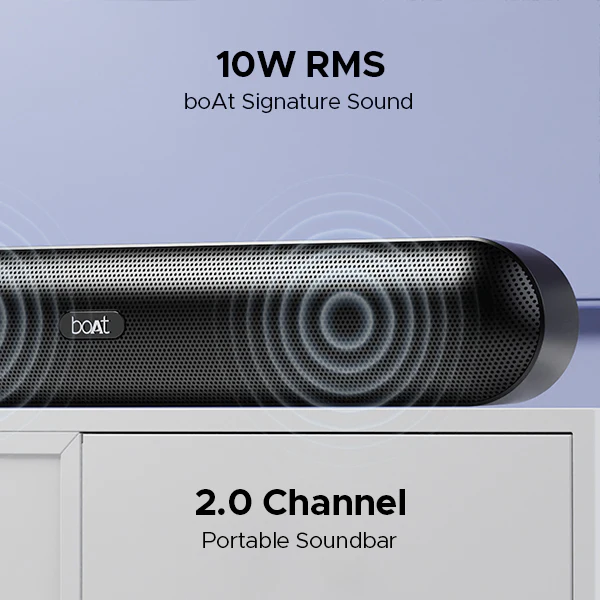 10W RMS
boAt Signature Sound
boAt
2.0 Channel
Portable Soundbar